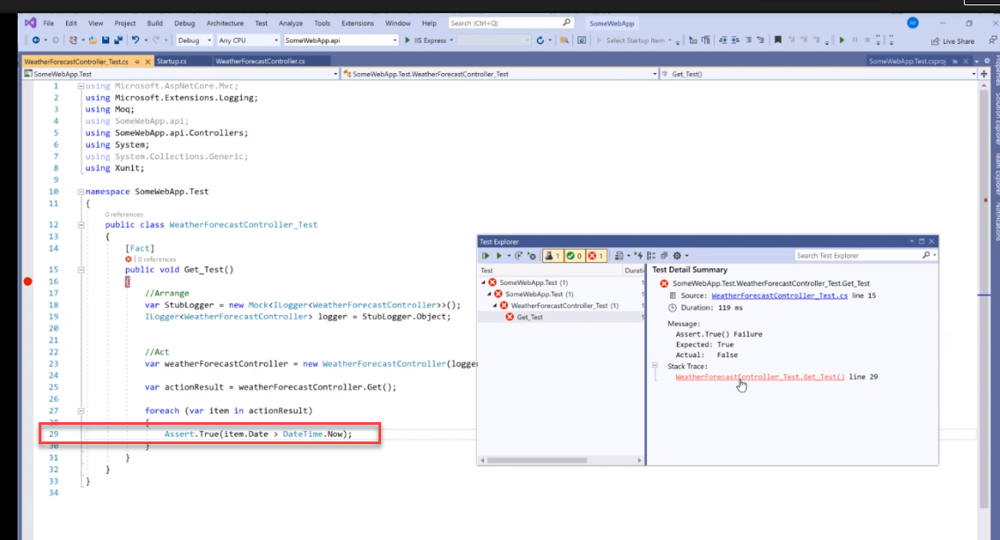 File Edit View Project Build Debug Architecture Test Analyze Tools Extensions Window Help Search (Ctrl+Q) SomeWebApp
Debug Any CPU SomeWebApp.api IIS Express Select Startup Item Live Share
WeatherForecastController_Test.cs Startup.cs WeatherForecastController.cs SomeWebApp.Test.csproj
SomeWebApp.Test SomeWebApp.Test.WeatherForecastController_Test Get_Test()
1 using Microsoft.AspNetCore.Mvc;
2 using Microsoft.Extensions.Logging;
3 using Moq;
4 using SomeWebApp.api;
5 using SomeWebApp.api.Controllers;
6 using System;
7 using System.Collections.Generic;
8 using Xunit;
9
10 namespace SomeWebApp.Test
11 {
0 references
12 public class WeatherForecastController_Test
13 {
14 [Fact]
0 references
15 public void Get_Test()
16 {
17 //Arrange
18 var StubLogger = new Mock<ILogger<WeatherForecastController>>();
19 ILogger<WeatherForecastController> logger = StubLogger.Object;
20
21
22 //Act
23 var weatherForecastController = new WeatherForecastController(logge
24
25 var actionResult = weatherForecastController.Get();
26
27 foreach (var item in actionResult)
28 {
29 Assert.True(item.Date > DateTime.Now);
30 }
31 }
32 }
33 }
34
Test Explorer
1 0 1 Search Test Explorer
Test Durati
SomeWebApp.Test (1) 1
SomeWebApp.Test (1) 1
WeatherForecastController_Test (1) 1
Get_Test 1
Test Detail Summary
SomeWebApp.Test.WeatherForecastController_Test.Get_Test
Source: WeatherForecastController_Test.cs line 15
Duration: 119 ms
Message:
Assert.True() Failure
Expected: True
Actual: False
Stack Trace:
WeatherForecastController_Test.Get_Test() line 29
Properties
Solution Explorer
Team Explorer
Notifications